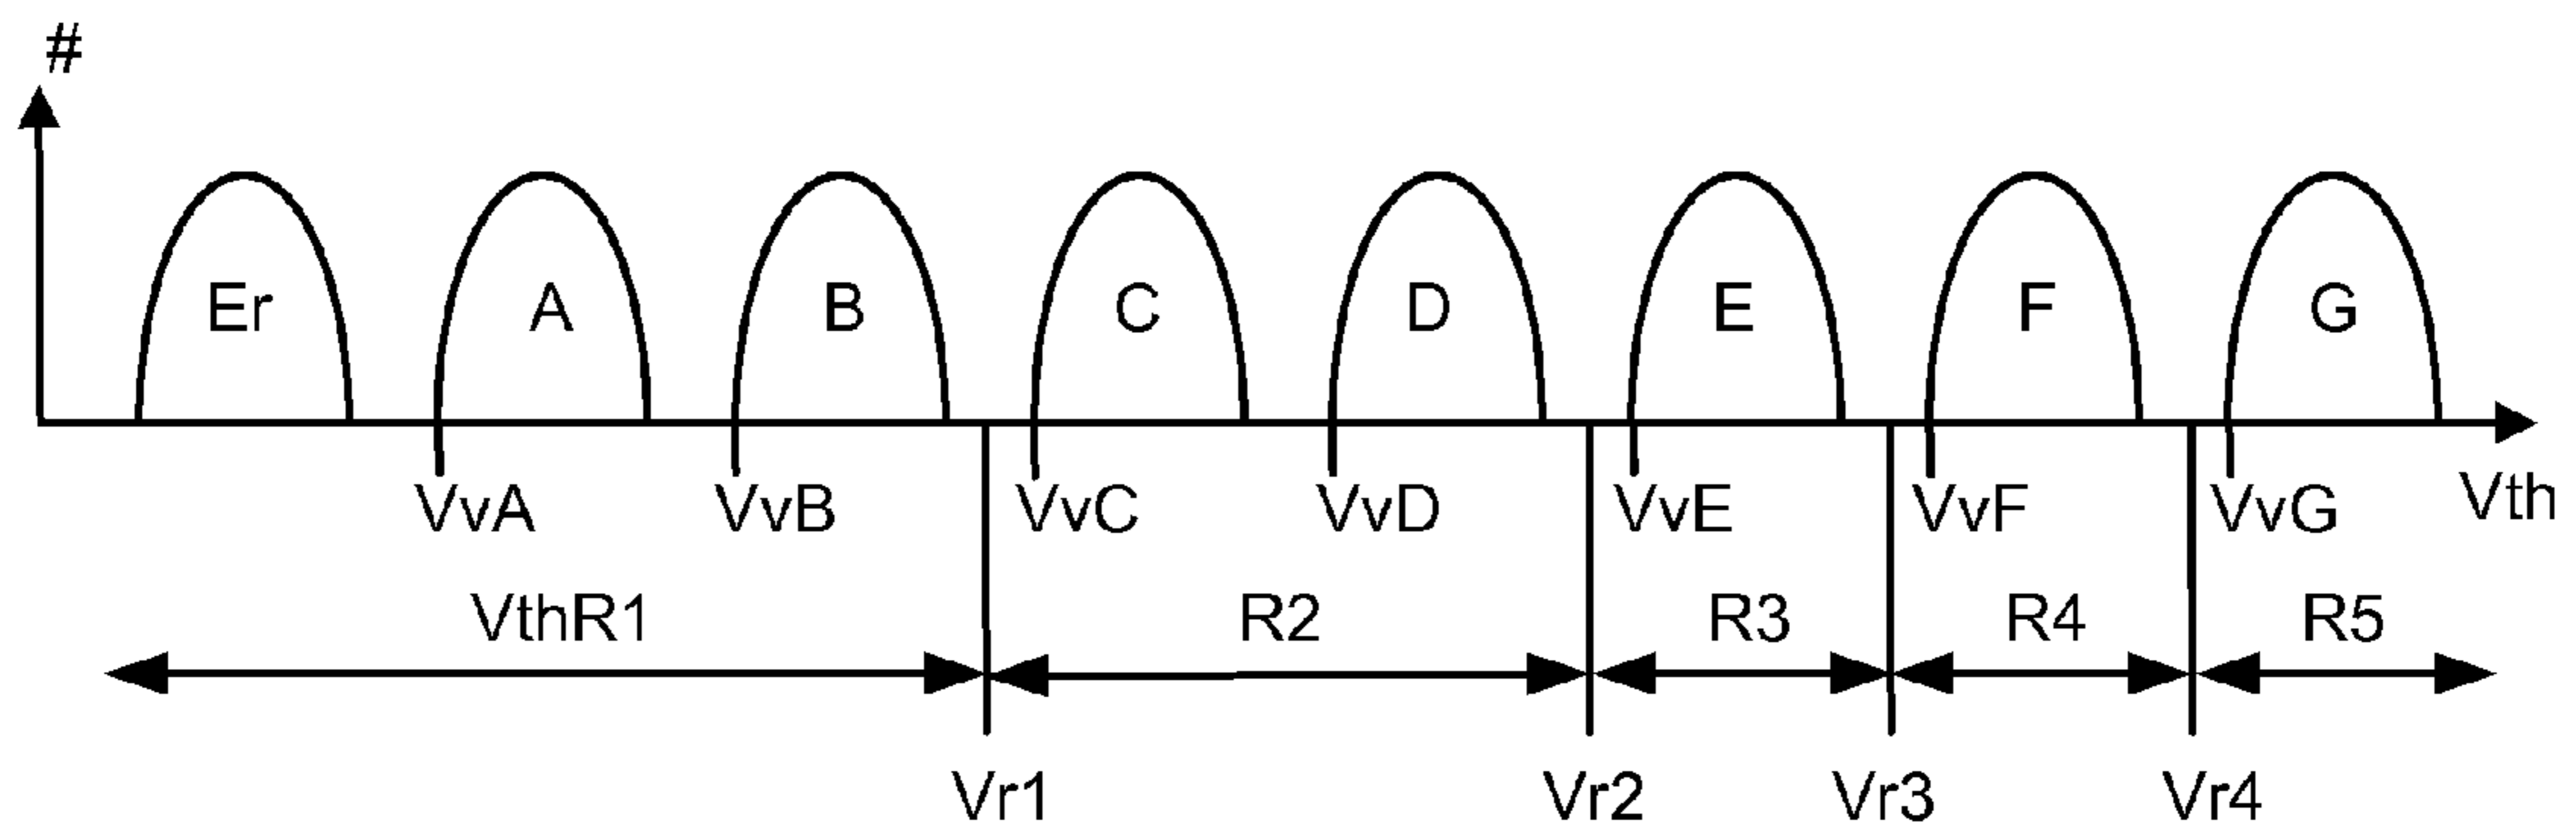 #
Er A B C D E F G
VvA VvB VvC VvD VvE VvF VvG Vth
VthR1 R2 R3 R4 R5
Vr1 Vr2 Vr3 Vr4